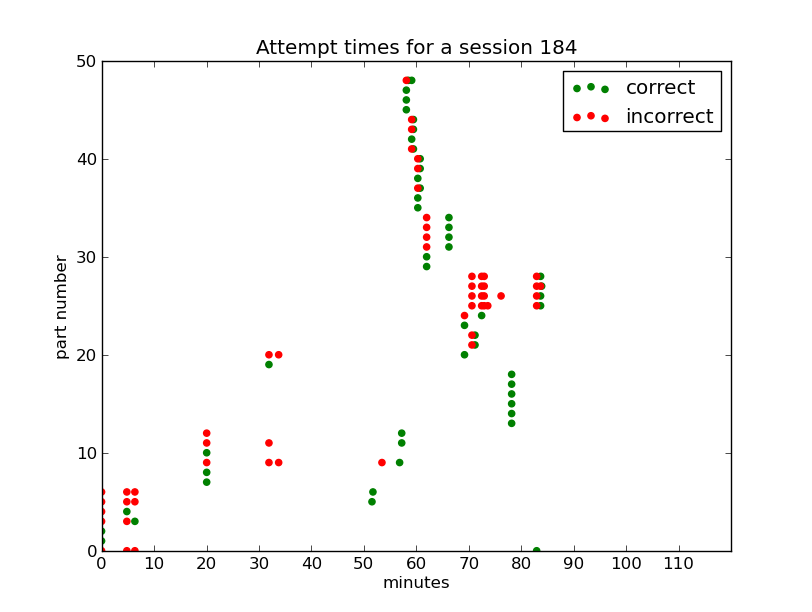 Attempt times for a session 184
correct
incorrect
part number
50
40
30
20
10
0
0 10 20 30 40 50 60 70 80 90 100 110
minutes